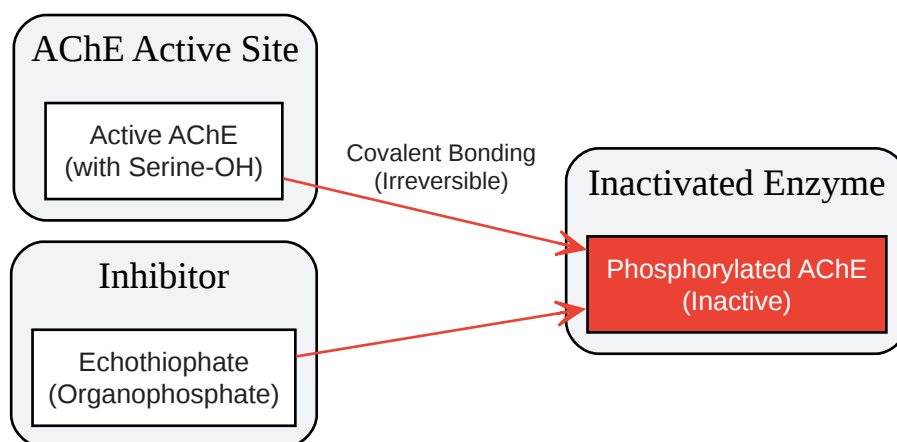 AChE Active Site
Active AChE
(with Serine-OH)
Covalent Bonding
(Irreversible)
Inhibitor
Echothiophate
(Organophosphate)
Inactivated Enzyme
Phosphorylated AChE
(Inactive)